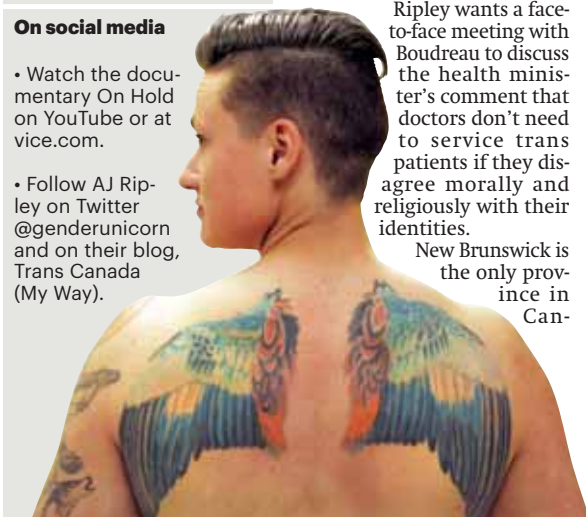 On social media
• Watch the docu-
mentary On Hold
on YouTube or at
vice.com.
• Follow AJ Rip-
ley on Twitter
@genderunicorn
and on their blog,
Trans Canada
(My Way).
Ripley wants a face-
to-face meeting with
Boudreau to discuss
the health minis-
ter’s comment that
doctors don’t need
to service trans
patients if they dis-
agree morally and
religiously with their
identities.
New Brunswick is
the only prov-
ince in
Can-